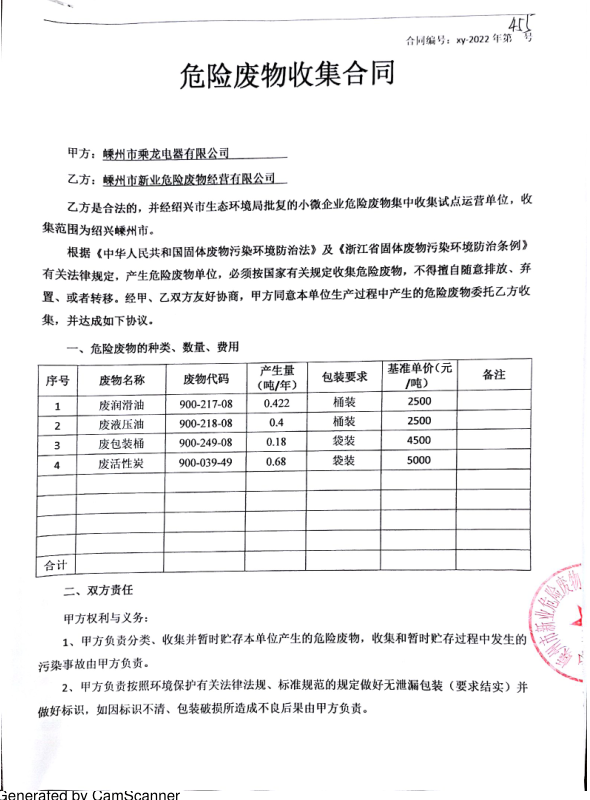 455
合同编号：xy-2022 年第 号
危险废物收集合同
甲方：嵊州市乘龙电器有限公司
乙方：嵊州市新业危险废物经营有限公司
乙方是合法的，并经绍兴市生态环境局批复的小微企业危险废物集中收集试点运营单位，收
集范围为绍兴嵊州市。
根据《中华人民共和国固体废物污染环境防治法》及《浙江省固体废物污染环境防治条例》
有关法律规定，产生危险废物单位，必须按国家有关规定收集危险废物，不得擅自随意排放、弃
置、或者转移。经甲、乙双方友好协商，甲方同意本单位生产过程中产生的危险废物委托乙方收
集，并达成如下协议。
一、危险废物的种类、数量、费用
序号 废物名称 废物代码 产生量（吨/年） 包装要求 基准单价（元/吨） 备注
1 废润滑油 900-217-08 0.422 桶装 2500
2 废液压油 900-218-08 0.4 桶装 2500
3 废包装桶 900-249-08 0.18 袋装 4500
4 废活性炭 900-039-49 0.68 袋装 5000
合计
二、双方责任
甲方权利与义务：
1、甲方负责分类、收集并暂时贮存本单位产生的危险废物，收集和暂时贮存过程中发生的
污染事故由甲方负责。
2、甲方负责按照环境保护有关法律法规、标准规范的规定做好无泄漏包装（要求结实）并
做好标识，如因标识不清、包装破损所造成不良后果由甲方负责。
嵊州市新业危险废物
Generated by CamScanner